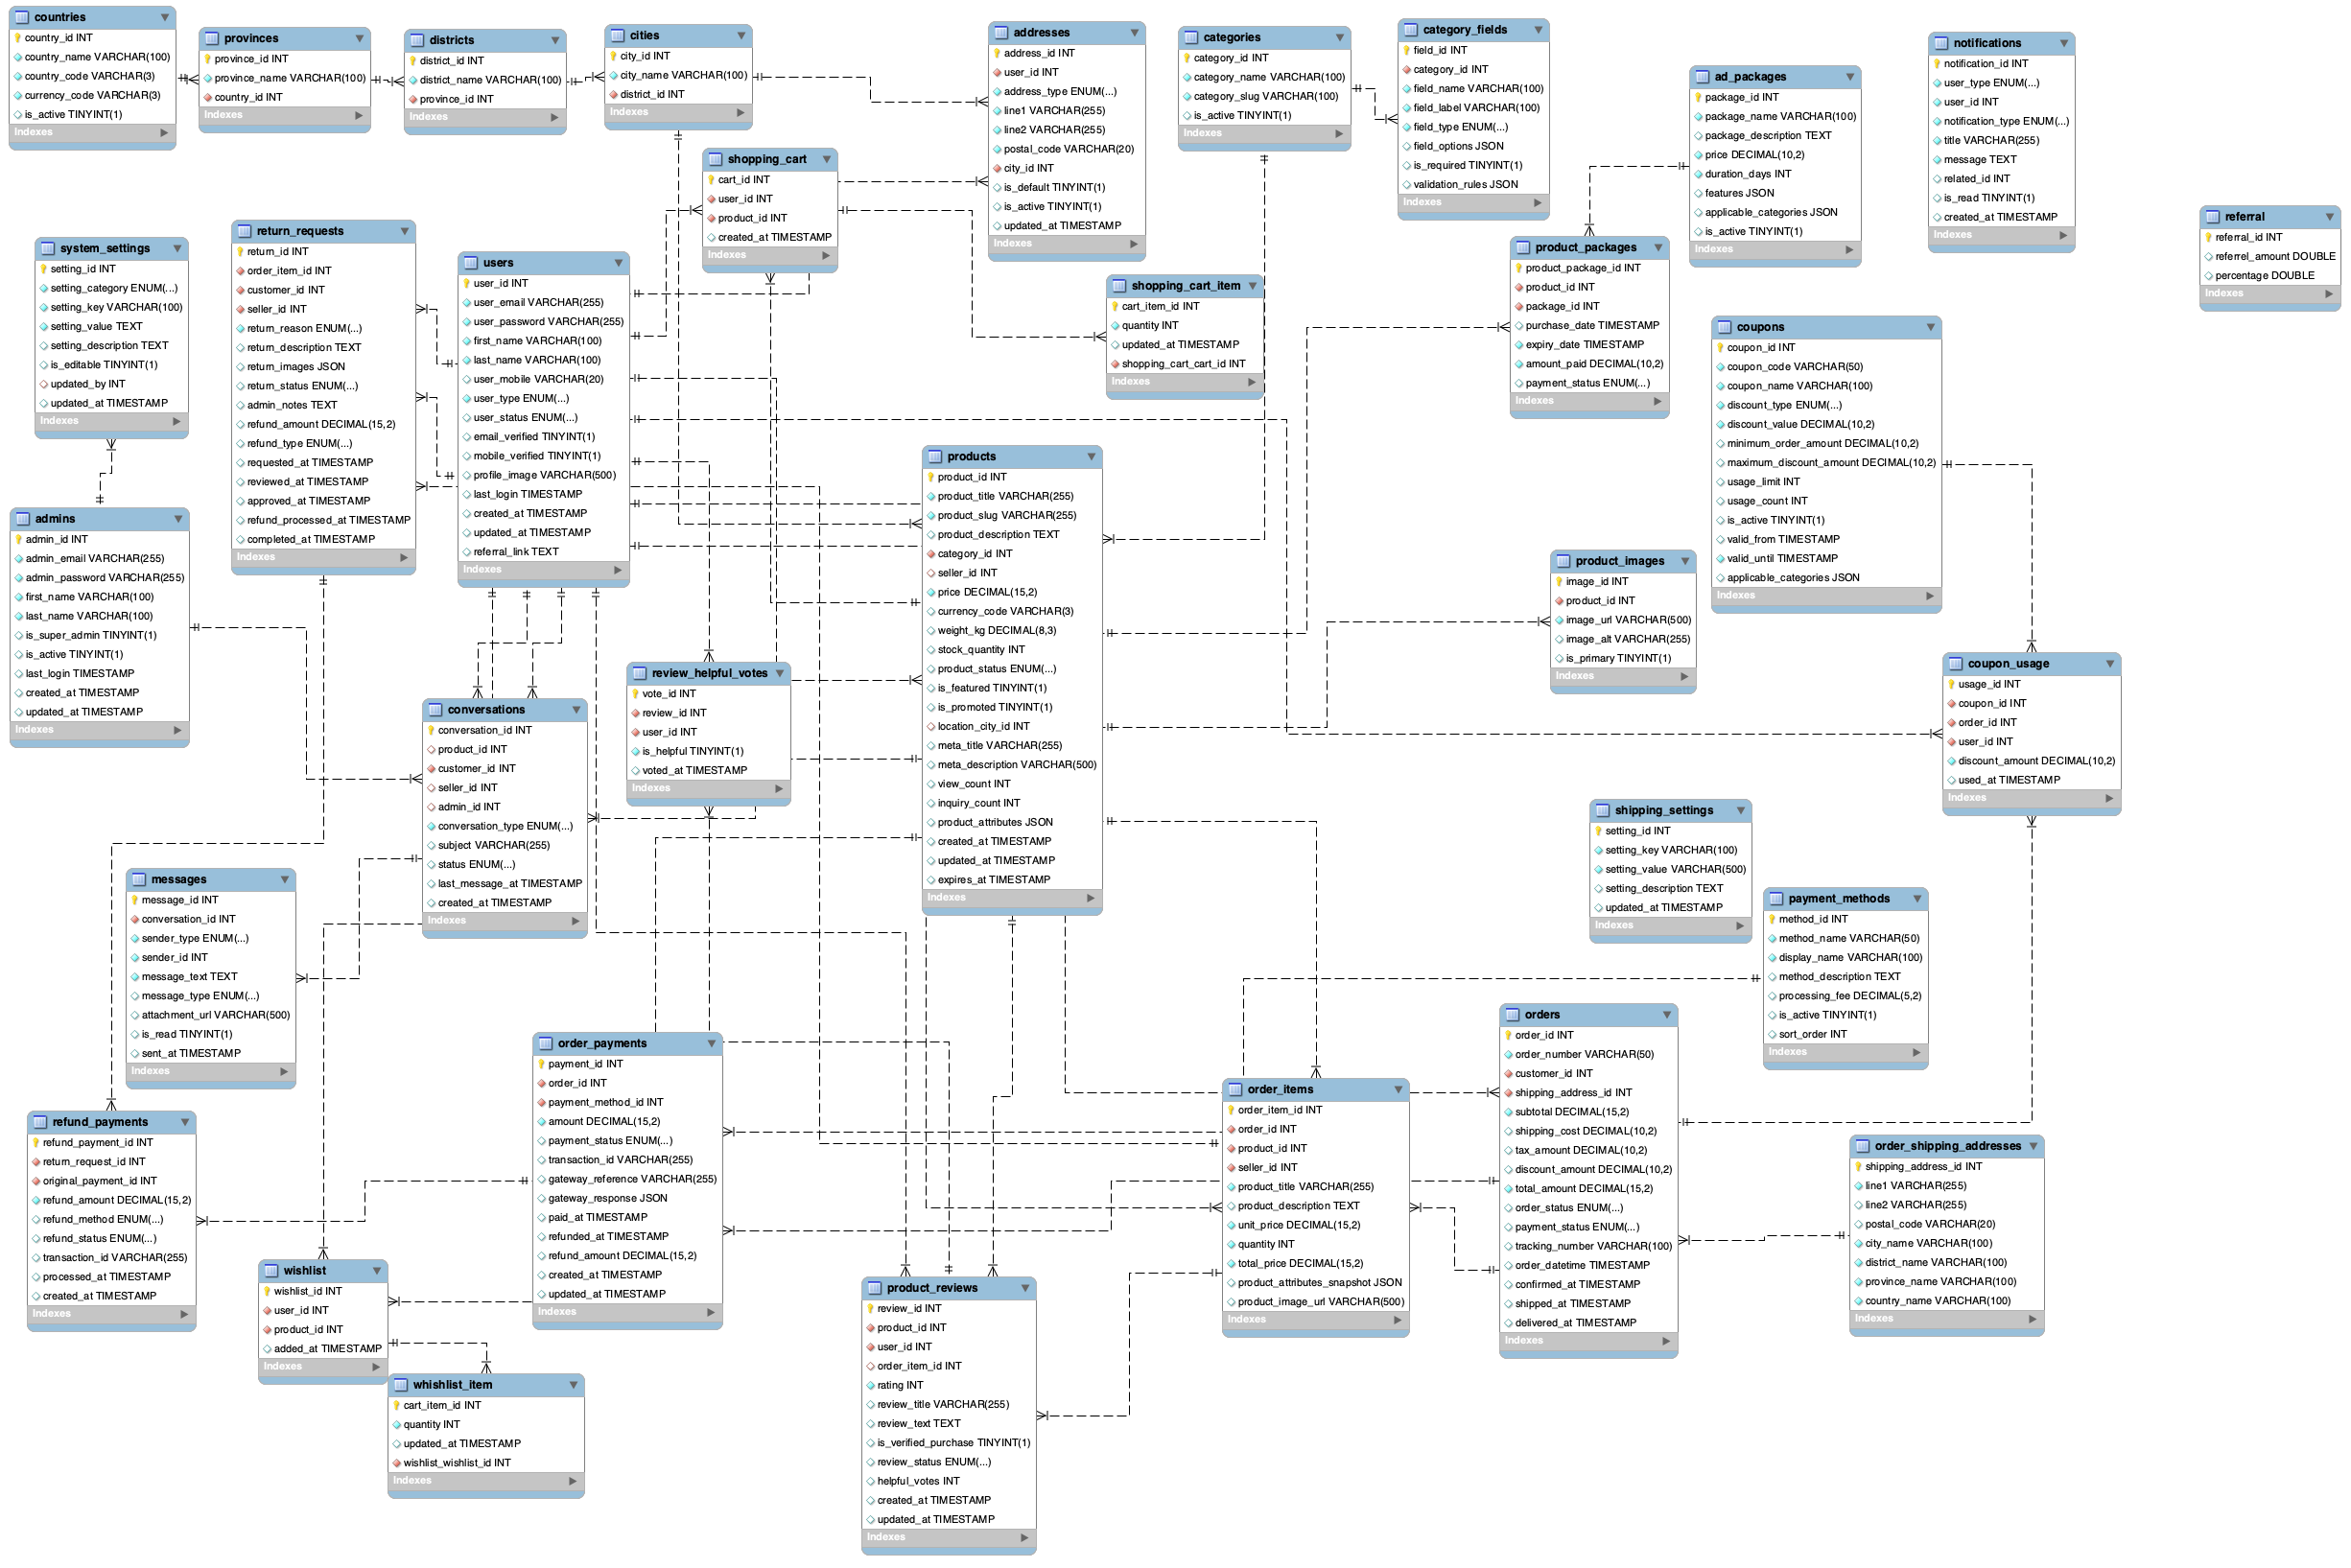 countries
country_id INT
country_name VARCHAR(100)
country_code VARCHAR(3)
currency_code VARCHAR(3)
is_active TINYINT(1)
Indexes
provinces
province_id INT
province_name VARCHAR(100)
country_id INT
Indexes
districts
district_id INT
district_name VARCHAR(100)
province_id INT
Indexes
cities
city_id INT
city_name VARCHAR(100)
district_id INT
Indexes
addresses
address_id INT
user_id INT
address_type ENUM(...)
line1 VARCHAR(255)
line2 VARCHAR(255)
postal_code VARCHAR(20)
city_id INT
is_default TINYINT(1)
is_active TINYINT(1)
updated_at TIMESTAMP
Indexes
categories
category_id INT
category_name VARCHAR(100)
category_slug VARCHAR(100)
is_active TINYINT(1)
Indexes
category_fields
field_id INT
category_id INT
field_name VARCHAR(100)
field_label VARCHAR(100)
field_type ENUM(...)
field_options JSON
is_required TINYINT(1)
validation_rules JSON
Indexes
ad_packages
package_id INT
package_name VARCHAR(100)
package_description TEXT
price DECIMAL(10,2)
duration_days INT
features JSON
applicable_categories JSON
is_active TINYINT(1)
Indexes
notifications
notification_id INT
user_type ENUM(...)
user_id INT
notification_type ENUM(...)
title VARCHAR(255)
message TEXT
related_id INT
is_read TINYINT(1)
created_at TIMESTAMP
Indexes
referral
referral_id INT
referrel_amount DOUBLE
percentage DOUBLE
Indexes
shopping_cart
cart_id INT
user_id INT
product_id INT
created_at TIMESTAMP
Indexes
system_settings
setting_id INT
setting_category ENUM(...)
setting_key VARCHAR(100)
setting_value TEXT
setting_description TEXT
is_editable TINYINT(1)
updated_by INT
updated_at TIMESTAMP
Indexes
return_requests
return_id INT
order_item_id INT
customer_id INT
seller_id INT
return_reason ENUM(...)
return_description TEXT
return_images JSON
return_status ENUM(...)
admin_notes TEXT
refund_amount DECIMAL(15,2)
refund_type ENUM(...)
requested_at TIMESTAMP
reviewed_at TIMESTAMP
approved_at TIMESTAMP
refund_processed_at TIMESTAMP
completed_at TIMESTAMP
Indexes
users
user_id INT
user_email VARCHAR(255)
user_password VARCHAR(255)
first_name VARCHAR(100)
last_name VARCHAR(100)
user_mobile VARCHAR(20)
user_type ENUM(...)
user_status ENUM(...)
email_verified TINYINT(1)
mobile_verified TINYINT(1)
profile_image VARCHAR(500)
last_login TIMESTAMP
created_at TIMESTAMP
updated_at TIMESTAMP
referral_link TEXT
Indexes
shopping_cart_item
cart_item_id INT
quantity INT
updated_at TIMESTAMP
shopping_cart_cart_id INT
Indexes
product_packages
product_package_id INT
product_id INT
package_id INT
purchase_date TIMESTAMP
expiry_date TIMESTAMP
amount_paid DECIMAL(10,2)
payment_status ENUM(...)
Indexes
coupons
coupon_id INT
coupon_code VARCHAR(50)
coupon_name VARCHAR(100)
discount_type ENUM(...)
discount_value DECIMAL(10,2)
minimum_order_amount DECIMAL(10,2)
maximum_discount_amount DECIMAL(10,2)
usage_limit INT
usage_count INT
is_active TINYINT(1)
valid_from TIMESTAMP
valid_until TIMESTAMP
applicable_categories JSON
Indexes
admins
admin_id INT
admin_email VARCHAR(255)
admin_password VARCHAR(255)
first_name VARCHAR(100)
last_name VARCHAR(100)
is_super_admin TINYINT(1)
is_active TINYINT(1)
last_login TIMESTAMP
created_at TIMESTAMP
updated_at TIMESTAMP
Indexes
products
product_id INT
product_title VARCHAR(255)
product_slug VARCHAR(255)
product_description TEXT
category_id INT
seller_id INT
price DECIMAL(15,2)
currency_code VARCHAR(3)
weight_kg DECIMAL(8,3)
stock_quantity INT
product_status ENUM(...)
is_featured TINYINT(1)
is_promoted TINYINT(1)
location_city_id INT
meta_title VARCHAR(255)
meta_description VARCHAR(500)
view_count INT
inquiry_count INT
product_attributes JSON
created_at TIMESTAMP
updated_at TIMESTAMP
expires_at TIMESTAMP
Indexes
product_images
image_id INT
product_id INT
image_url VARCHAR(500)
image_alt VARCHAR(255)
is_primary TINYINT(1)
Indexes
conversations
conversation_id INT
product_id INT
customer_id INT
seller_id INT
admin_id INT
conversation_type ENUM(...)
subject VARCHAR(255)
status ENUM(...)
last_message_at TIMESTAMP
created_at TIMESTAMP
Indexes
review_helpful_votes
vote_id INT
review_id INT
user_id INT
is_helpful TINYINT(1)
voted_at TIMESTAMP
Indexes
coupon_usage
usage_id INT
coupon_id INT
order_id INT
user_id INT
discount_amount DECIMAL(10,2)
used_at TIMESTAMP
Indexes
shipping_settings
setting_id INT
setting_key VARCHAR(100)
setting_value VARCHAR(500)
setting_description TEXT
updated_at TIMESTAMP
Indexes
messages
message_id INT
conversation_id INT
sender_type ENUM(...)
sender_id INT
message_text TEXT
message_type ENUM(...)
attachment_url VARCHAR(500)
is_read TINYINT(1)
sent_at TIMESTAMP
Indexes
payment_methods
method_id INT
method_name VARCHAR(50)
display_name VARCHAR(100)
method_description TEXT
processing_fee DECIMAL(5,2)
is_active TINYINT(1)
sort_order INT
Indexes
refund_payments
refund_payment_id INT
return_request_id INT
original_payment_id INT
refund_amount DECIMAL(15,2)
refund_method ENUM(...)
refund_status ENUM(...)
transaction_id VARCHAR(255)
processed_at TIMESTAMP
created_at TIMESTAMP
Indexes
order_payments
payment_id INT
order_id INT
payment_method_id INT
amount DECIMAL(15,2)
payment_status ENUM(...)
transaction_id VARCHAR(255)
gateway_reference VARCHAR(255)
gateway_response JSON
paid_at TIMESTAMP
refunded_at TIMESTAMP
refund_amount DECIMAL(15,2)
created_at TIMESTAMP
updated_at TIMESTAMP
Indexes
order_items
order_item_id INT
order_id INT
product_id INT
seller_id INT
product_title VARCHAR(255)
product_description TEXT
unit_price DECIMAL(15,2)
quantity INT
total_price DECIMAL(15,2)
product_attributes_snapshot JSON
product_image_url VARCHAR(500)
Indexes
orders
order_id INT
order_number VARCHAR(50)
customer_id INT
shipping_address_id INT
subtotal DECIMAL(15,2)
shipping_cost DECIMAL(10,2)
tax_amount DECIMAL(10,2)
discount_amount DECIMAL(10,2)
total_amount DECIMAL(15,2)
order_status ENUM(...)
payment_status ENUM(...)
tracking_number VARCHAR(100)
order_datetime TIMESTAMP
confirmed_at TIMESTAMP
shipped_at TIMESTAMP
delivered_at TIMESTAMP
Indexes
order_shipping_addresses
shipping_address_id INT
line1 VARCHAR(255)
line2 VARCHAR(255)
postal_code VARCHAR(20)
city_name VARCHAR(100)
district_name VARCHAR(100)
province_name VARCHAR(100)
country_name VARCHAR(100)
Indexes
wishlist
wishlist_id INT
user_id INT
product_id INT
added_at TIMESTAMP
Indexes
product_reviews
review_id INT
product_id INT
user_id INT
order_item_id INT
rating INT
review_title VARCHAR(255)
review_text TEXT
is_verified_purchase TINYINT(1)
review_status ENUM(...)
helpful_votes INT
created_at TIMESTAMP
updated_at TIMESTAMP
Indexes
whishlist_item
cart_item_id INT
quantity INT
updated_at TIMESTAMP
wishlist_wishlist_id INT
Indexes